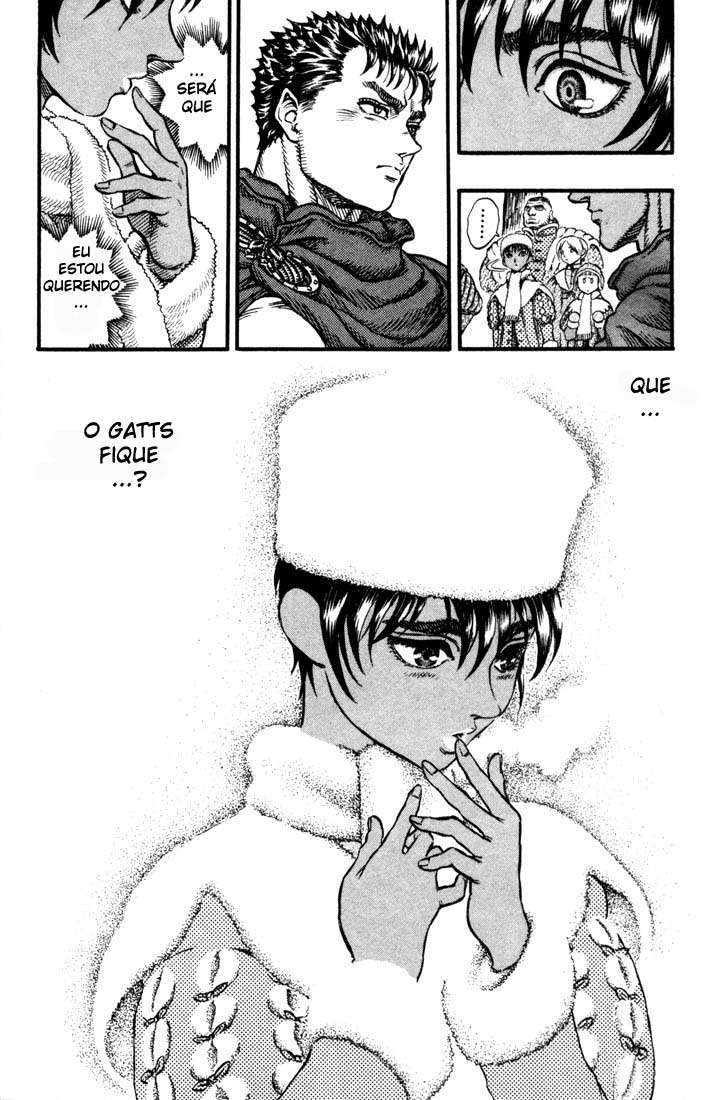 ......
...
SERÁ
QUE
EU
ESTOU
QUERENDO
...
QUE
...
O GATTS
FIQUE
...?